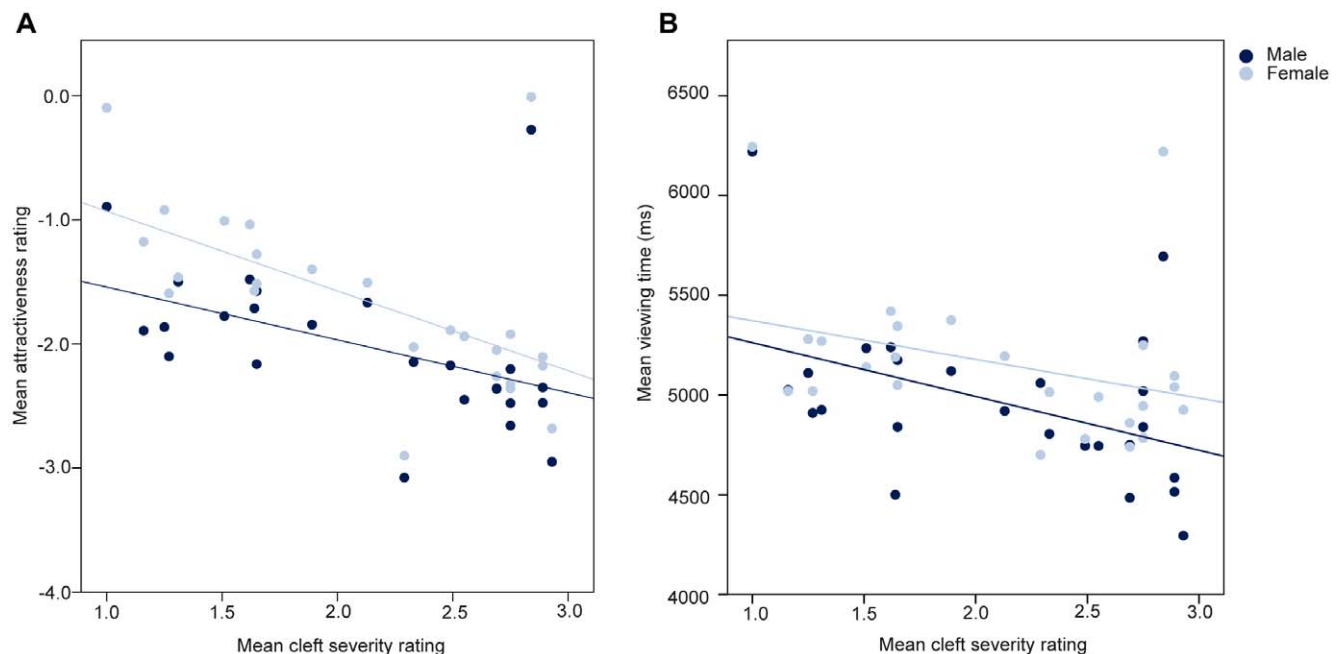 A
B
Male
Female
0.0
-1.0
-2.0
-3.0
-4.0
Mean attractiveness rating
1.0
1.5
2.0
2.5
3.0
Mean cleft severity rating
6500
6000
5500
5000
4500
4000
Mean viewing time (ms)
1.0
1.5
2.0
2.5
3.0
Mean cleft severity rating